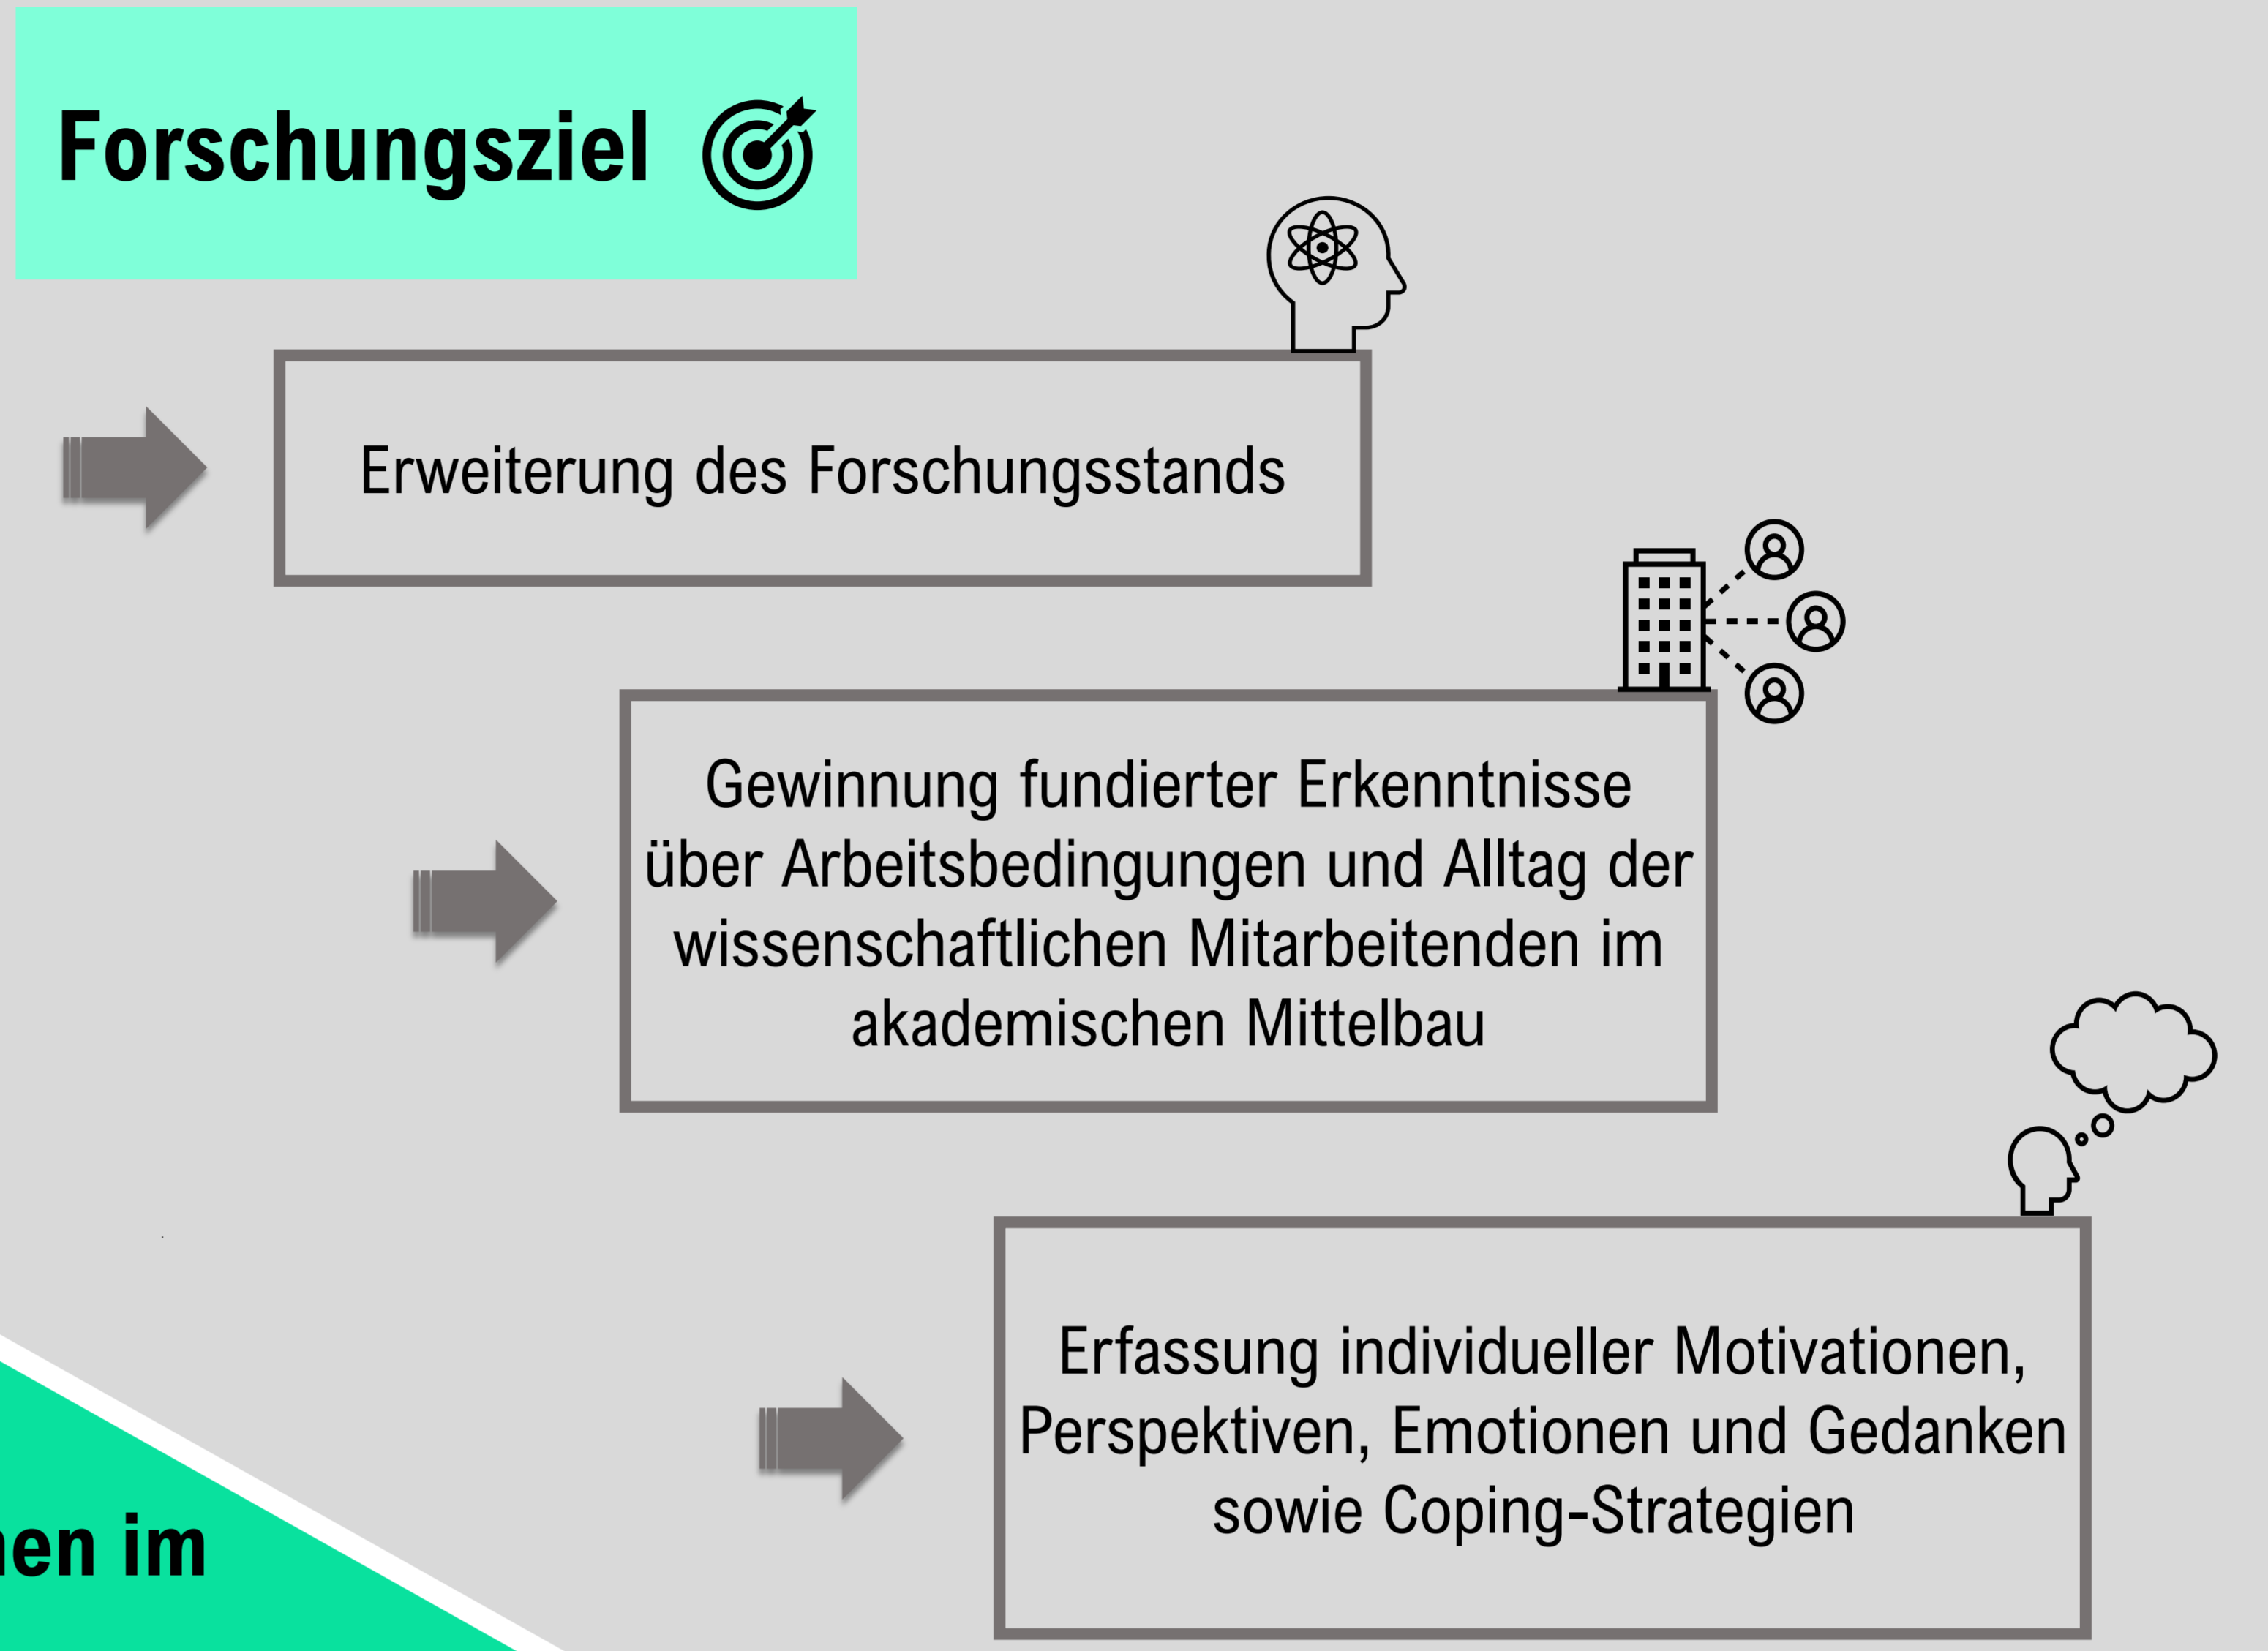 Forschungsziel
Erweiterung des Forschungsstands
Gewinnung fundierter Erkenntnisse
über Arbeitsbedingungen und Alltag der
wissenschaftlichen Mitarbeitenden im
akademischen Mittelbau
Erfassung individueller Motivationen,
Perspektiven, Emotionen und Gedanken
sowie Coping-Strategien
im